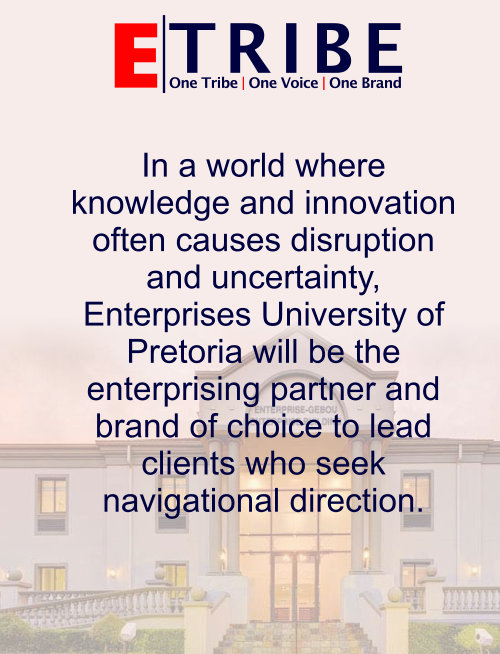 E TRIBE
One Tribe | One Voice | One Brand
In a world where
knowledge and innovation
often causes disruption
and uncertainty,
Enterprises University of
Pretoria will be the
enterprising partner and
brand of choice to lead
clients who seek
navigational direction.
ENTERPRISE-GEBOU